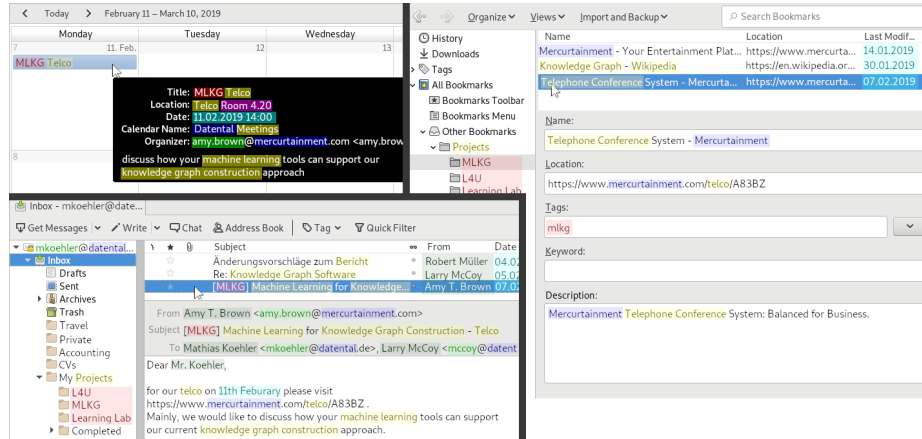 Today February 11 – March 10, 2019
Monday Tuesday Wednesday
7 11. Feb. 12 13
MLKG Telco
Title: MLKG Telco
Location: Telco Room 4.20
Date: 11.02.2019 14:00
Calendar Name: Datental Meetings
Organizer: amy.brown@mercurtainment.com <amy.brow
discuss how your machine learning tools can support our
knowledge graph construction approach
8
Organize Views Import and Backup Search Bookmarks
History
Downloads
Tags
All Bookmarks
Bookmarks Toolbar
Bookmarks Menu
Other Bookmarks
Projects
MLKG
L4U
Learning Lab
Name Location Last Modif...
Mercurtainment - Your Entertainment Plat... https://www.mercurta... 14.01.2019
Knowledge Graph - Wikipedia https://en.wikipedia.or... 30.01.2019
Telephone Conference System - Mercurta... https://www.mercurta... 07.02.2019
Name:
Telephone Conference System - Mercurtainment
Location:
https://www.mercurtainment.com/telco/A83BZ
Tags:
mlkg
Keyword:
Description:
Mercurtainment Telephone Conference System: Balanced for Business.
Inbox - mkoehler@date...
Get Messages Write Chat Address Book Tag Quick Filter
mkoehler@datental...
Inbox
Drafts
Sent
Archives
Trash
Travel
Private
Accounting
CVs
My Projects
L4U
MLKG
Learning Lab
Completed
Subject From Date
Änderungsvorschläge zum Bericht Robert Müller 04.0
Re: Knowledge Graph Software Larry McCoy 05.0
[MLKG] Machine Learning for Knowledge... Amy T. Brown 07.0
From Amy T. Brown <amy.brown@mercurtainment.com>
Subject [MLKG] Machine Learning for Knowledge Graph Construction - Telco
To Mathias Koehler <mkoehler@datental.de>, Larry McCoy <mccoy@datent
Dear Mr. Koehler,
for our telco on 11th Feburary please visit
https://www.mercurtainment.com/telco/A83BZ .
Mainly, we would like to discuss how your machine learning tools can support
our current knowledge graph construction approach.